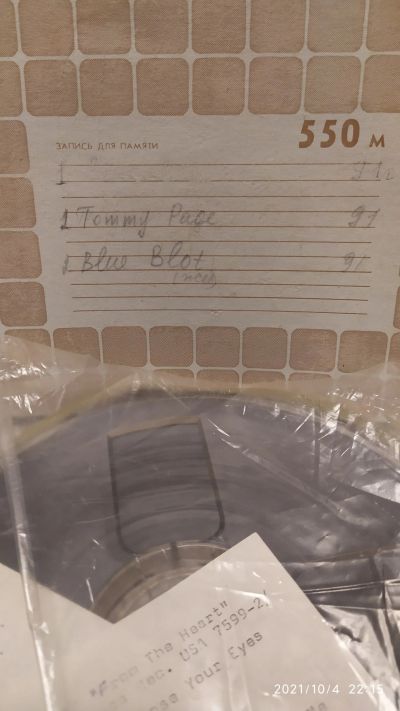 550 м
ЗАПИСЬ ДЛЯ ПАМЯТИ
1 Tommy Page 91
1 Blue Blot 91
"From The Heart"
Rec. USA 7599-2
Your Eyes
2021/10/4 22:15